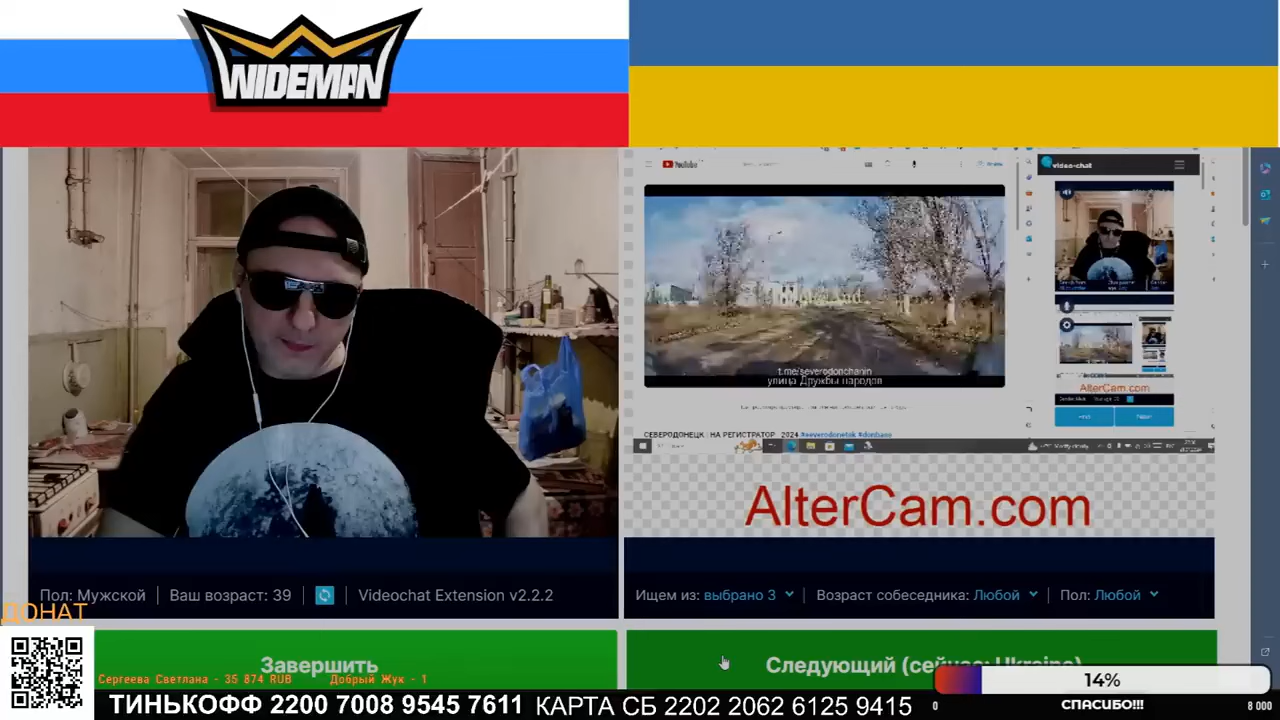 WIDEMAN
YouTube
video-chat
t.me/severodonchanin
улица Дружбы народов
СЕВЕРОДОНЕЦК НА РЕГИСТРАТОР 2024 #severodonetsk #donbass
AlterCam.com
AlterCam.com
Пол: Мужской
Ваш возраст: 39
Videochat Extension v2.2.2
Ищем из: выбрано 3
Возраст собеседника: Любой
Пол: Любой
ДОНАТ
Завершить
Следующий (сейчас: Ukraine)
Сергеева Светлана - 35 874 RUB
Добрый Жук - 1
14%
ТИНЬКОФФ 2200 7008 9545 7611
КАРТА СБ 2202 2062 6125 9415
0
СПАСИБО!!!
8 000